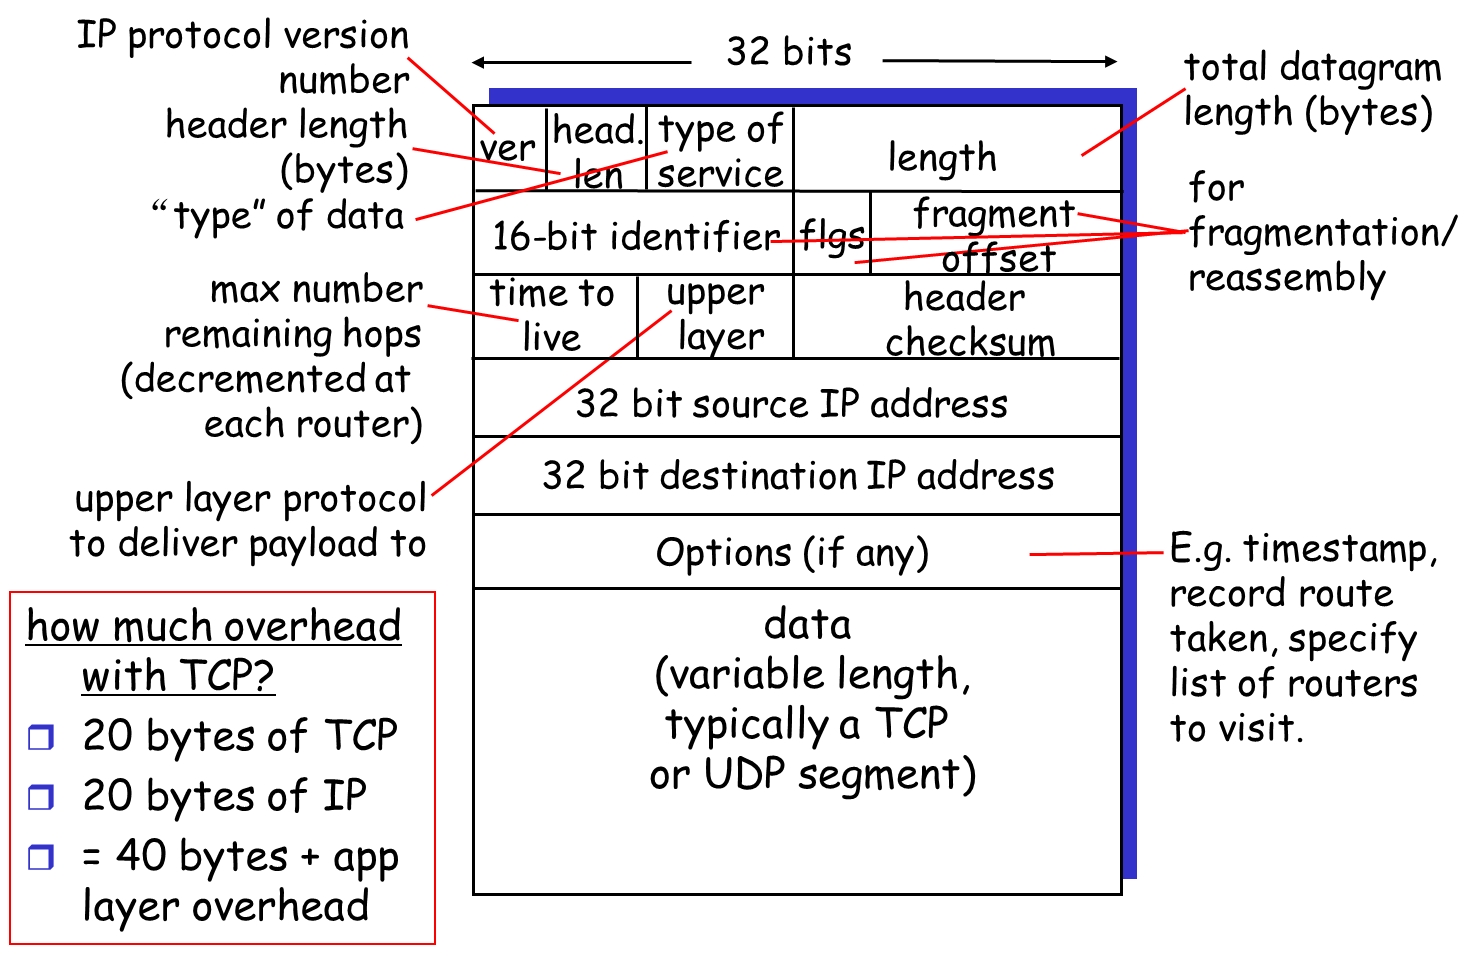 IP protocol version
number
header length
(bytes)
“type” of data
max number
remaining hops
(decremented at
each router)
upper layer protocol
to deliver payload to
how much overhead
with TCP?
20 bytes of TCP
20 bytes of IP
= 40 bytes + app
layer overhead
32 bits
ver
head.
len
type of
service
length
16-bit identifier
flgs
fragment
offset
time to
live
upper
layer
header
checksum
32 bit source IP address
32 bit destination IP address
Options (if any)
data
(variable length,
typically a TCP
or UDP segment)
total datagram
length (bytes)
for
fragmentation/
reassembly
E.g. timestamp,
record route
taken, specify
list of routers
to visit.